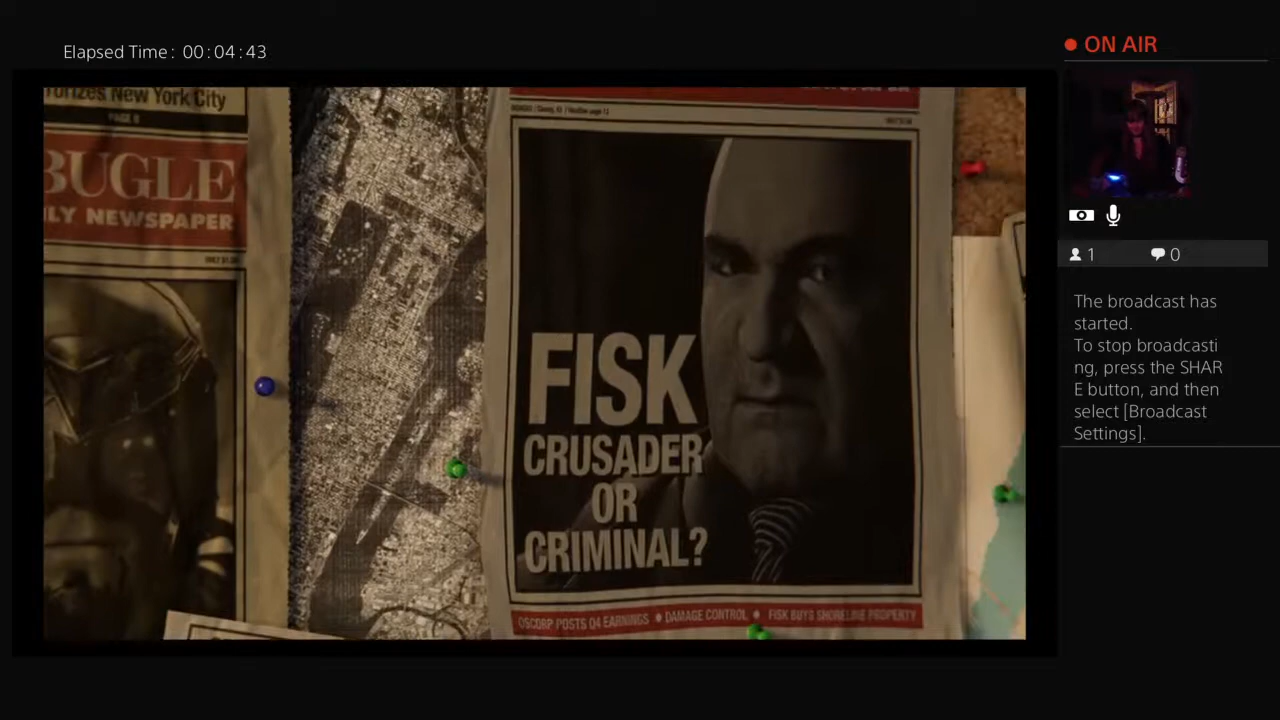 Elapsed Time: 00:04:43
ON AIR
1
0
The broadcast has
started.
To stop broadcasti
ng, press the SHAR
E button, and then
select [Broadcast
Settings].
New York City
PAGE 8
BUGLE
NEWSPAPER
FISK
CRUSADER
OR
CRIMINAL?
OSCORP POSTS Q4 EARNINGS • DAMAGE CONTROL • FISK BUYS SHORELINE PROPERTY